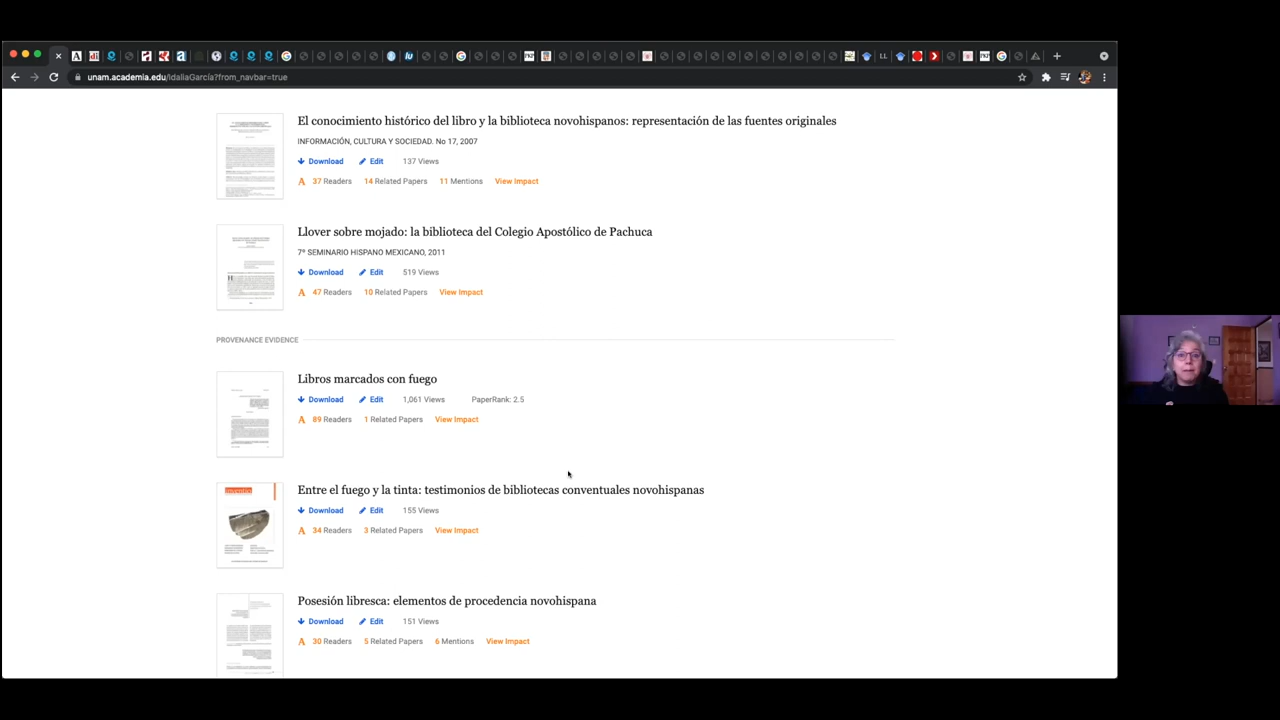 unam.academia.edu/IdaliaGarcía?from_navbar=true
El conocimiento histórico del libro y la biblioteca novohispanos: representación de las fuentes originales
INFORMACIÓN, CULTURA Y SOCIEDAD. No 17, 2007
Download Edit 137 Views
37 Readers 14 Related Papers 11 Mentions View Impact
Llover sobre mojado: la biblioteca del Colegio Apostólico de Pachuca
7º SEMINARIO HISPANO MEXICANO, 2011
Download Edit 519 Views
47 Readers 10 Related Papers View Impact
PROVENANCE EVIDENCE
Libros marcados con fuego
Download Edit 1,061 Views PaperRank: 2.5
89 Readers 1 Related Papers View Impact
Entre el fuego y la tinta: testimonios de bibliotecas conventuales novohispanas
Download Edit 155 Views
34 Readers 3 Related Papers View Impact
Posesión libresca: elementos de procedencia novohispana
Download Edit 151 Views
30 Readers 5 Related Papers 6 Mentions View Impact